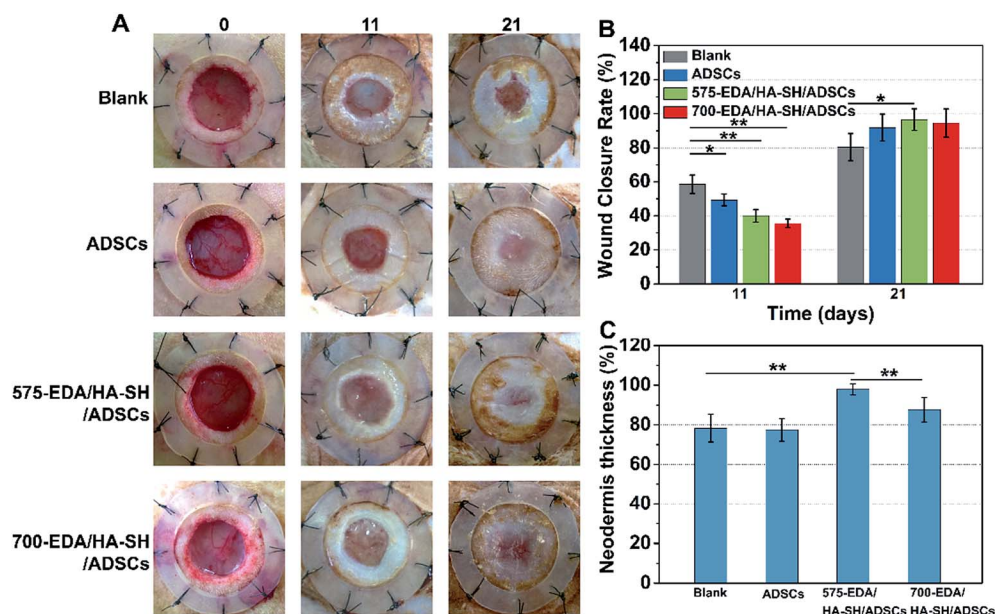 A
0
11
21
Blank
ADSCs
575-EDA/HA-SH
/ADSCs
700-EDA/HA-SH
/ADSCs
B
Wound Closure Rate (%)
140
120
100
80
60
40
20
0
Blank
ADSCs
575-EDA/HA-SH/ADSCs
700-EDA/HA-SH/ADSCs
**
**
*
*
11
21
Time (days)
C
Neodermis thickness (%)
120
100
80
60
40
20
0
**
**
Blank
ADSCs
575-EDA/
HA-SH/ADSCs
700-EDA/
HA-SH/ADSCs